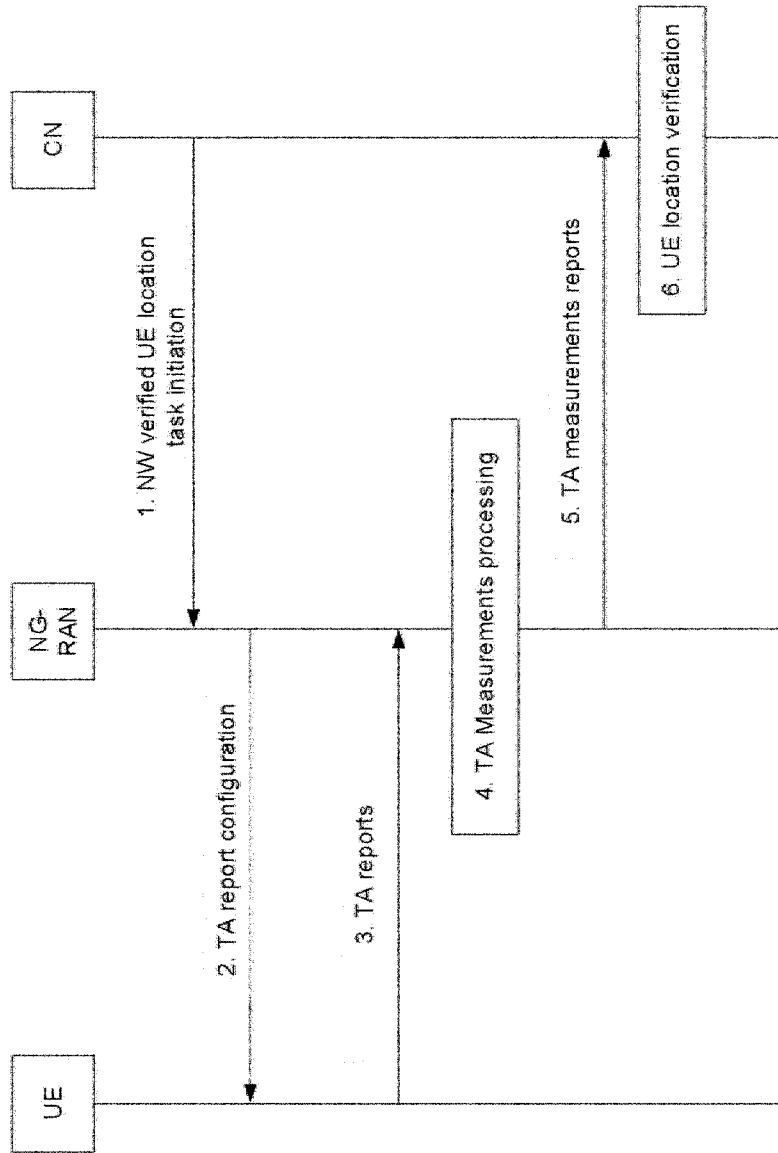 UE
NG-
RAN
CN
1. NW verified UE location
task initiation
2. TA report configuration
3. TA reports
4. TA Measurements processing
5. TA measurements reports
6. UE location verification